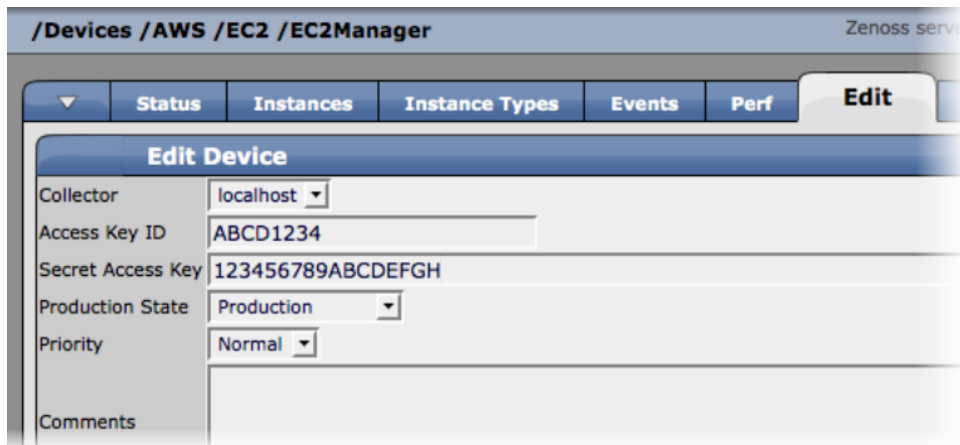 /Devices /AWS /EC2 /EC2Manager Zenoss
Status Instances Instance Types Events Perf Edit
Edit Device
Collector localhost
Access Key ID ABCD1234
Secret Access Key 123456789ABCDEFGH
Production State Production
Priority Normal
Comments